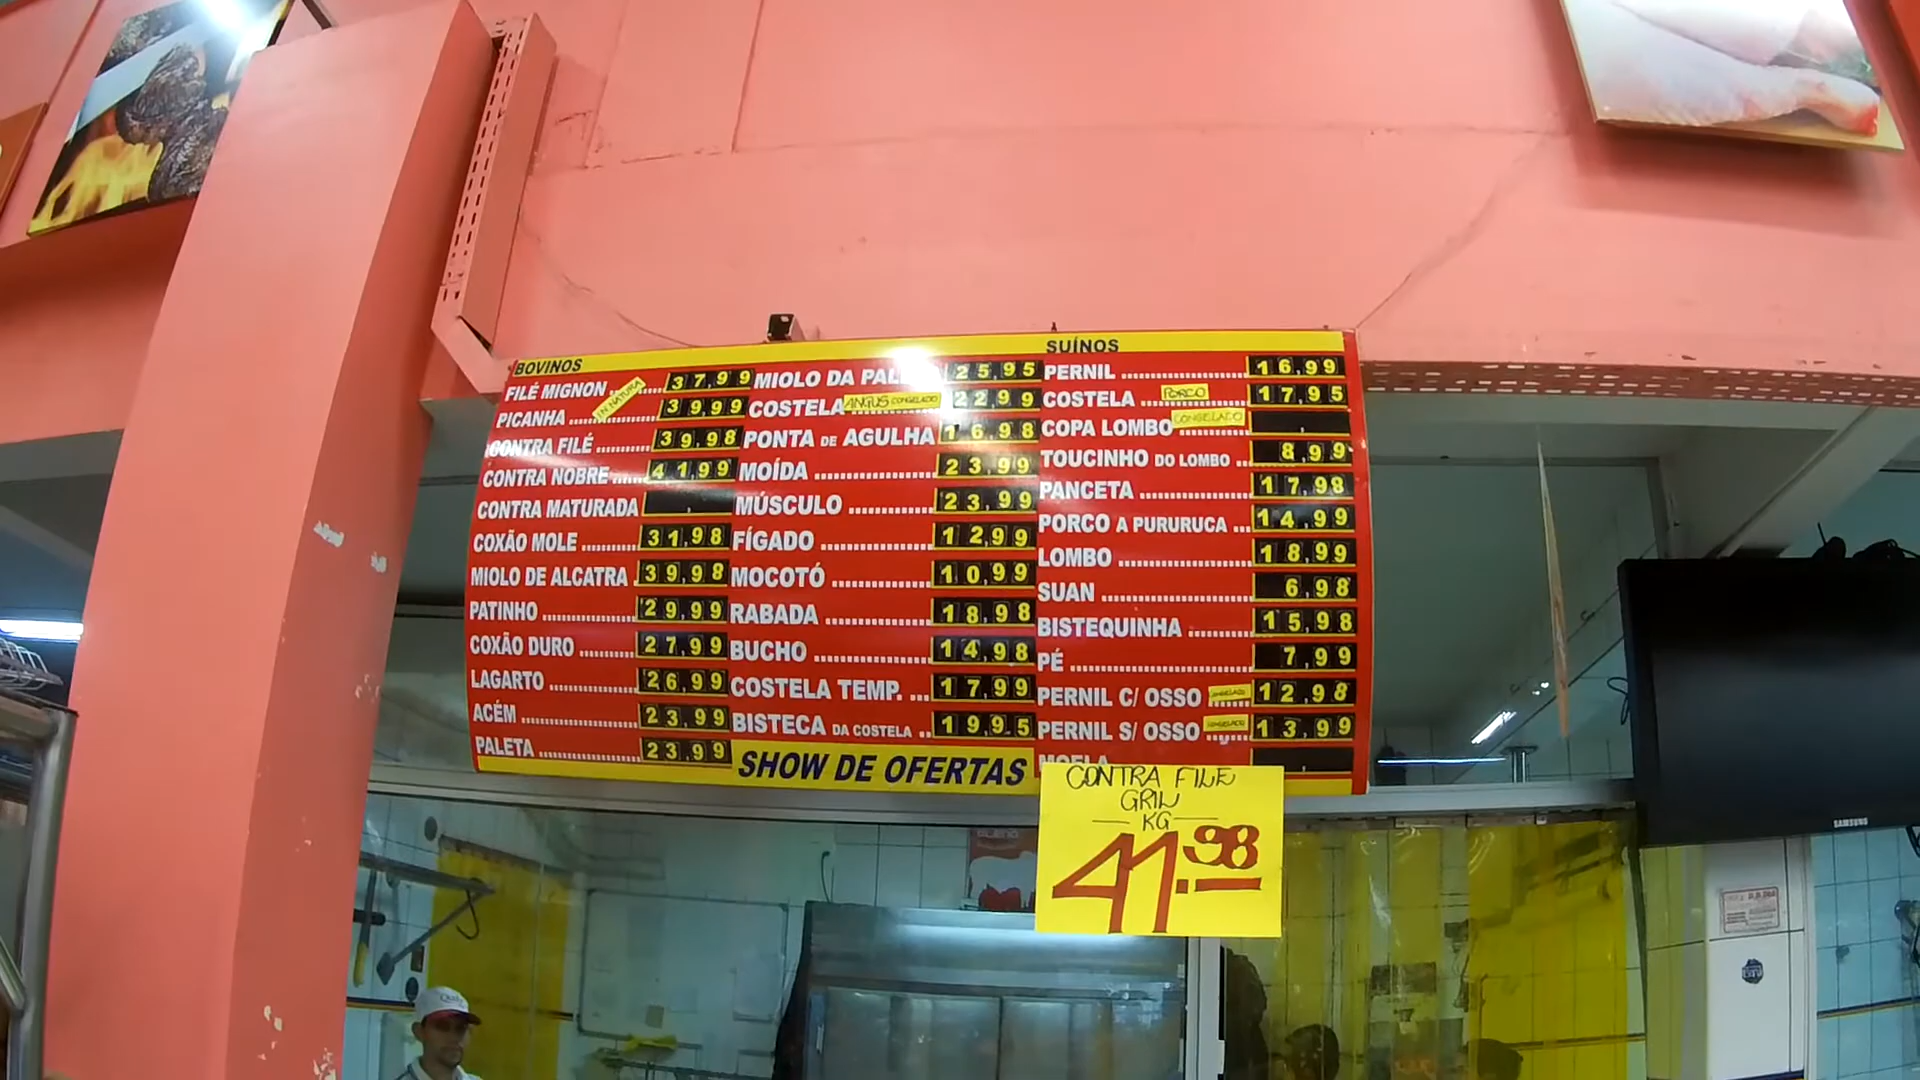 BOVINOS
FILÉ MIGNON 37,99
IN NATURA
PICANHA 39,99
CONTRA FILÉ 39,98
CONTRA NOBRE 41,99
CONTRA MATURADA ,
COXÃO MOLE 31,98
MIOLO DE ALCATRA 39,98
PATINHO 29,99
COXÃO DURO 27,99
LAGARTO 26,99
ACÉM 23,99
PALETA 23,99
MIOLO DA 25,95
COSTELA ANGUS CONGELADO 22,99
PONTA DE AGULHA 16,98
MOÍDA 23,99
MÚSCULO 23,99
FÍGADO 12,99
MOCOTÓ 10,99
RABADA 18,98
BUCHO 14,98
COSTELA TEMP. 17,99
BISTECA DA COSTELA 19,95
SHOW DE OFERTAS
SUÍNOS
PERNIL 16,99
COSTELA PORCO 17,95
COPA LOMBO CONGELADO ,
TOUCINHO DO LOMBO 8,99
PANCETA 17,98
PORCO A PURURUCA 14,99
LOMBO 18,99
SUAN 6,98
BISTEQUINHA 15,98
PÉ 7,99
PERNIL C/ OSSO CONGELADO 12,98
PERNIL S/ OSSO CONGELADO 13,99
CONTRA FILE
GRIL
KG
41.98
SAMSUNG